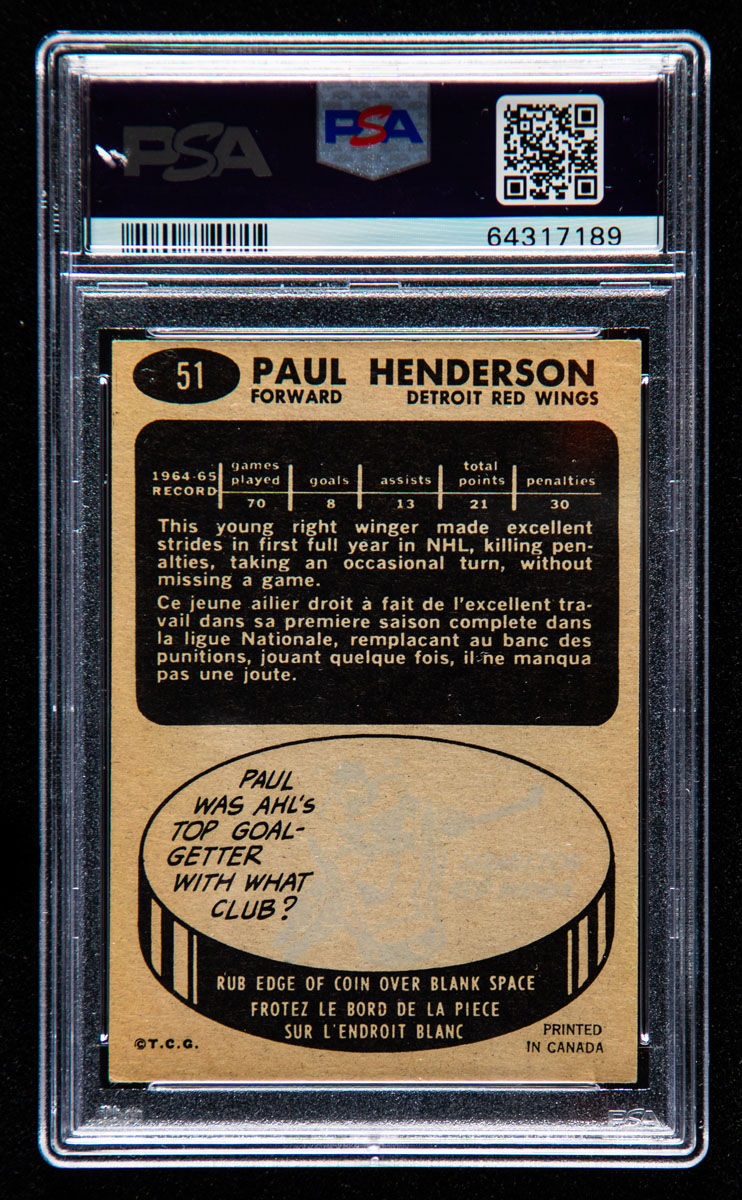 PSA
PSA
64317189
51 PAUL HENDERSON
FORWARD DETROIT RED WINGS
1964-65 RECORD games played goals assists total points penalties
70 8 13 21 30
This young right winger made excellent
strides in first full year in NHL, killing pen-
alties, taking an occasional turn, without
missing a game.
Ce jeune ailier droit à fait de l'excellent tra-
vail dans sa premiere saison complete dans
la ligue Nationale, remplacant au banc des
punitions, jouant quelque fois, il ne manqua
pas une joute.
PAUL
WAS AHL'S
TOP GOAL-
GETTER
WITH WHAT
CLUB?
RUB EDGE OF COIN OVER BLANK SPACE
FROTEZ LE BORD DE LA PIECE
SUR L'ENDROIT BLANC
©T.C.G.
PRINTED
IN CANADA
PSA